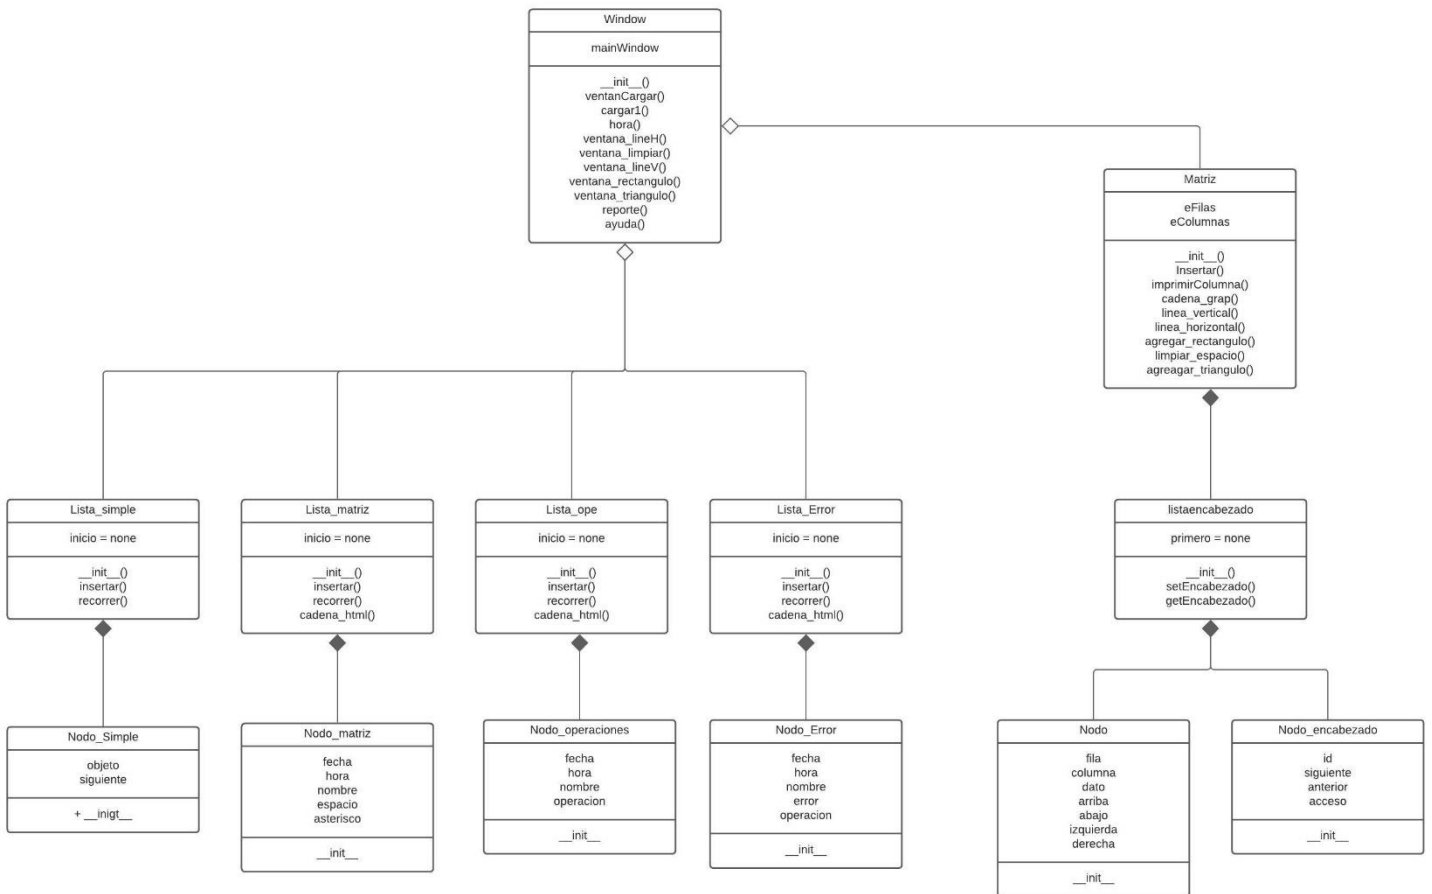 Window
mainWindow
__init__()
ventanCargar()
cargar1()
hora()
ventana_lineH()
ventana_limpiar()
ventana_lineV()
ventana_rectangulo()
ventana_triangulo()
reporte()
ayuda()
Matriz
eFilas
eColumnas
__init__()
Insertar()
imprimirColumna()
cadena_grap()
linea_vertical()
linea_horizontal()
agregar_rectangulo()
limpiar_espacio()
agreagar_triangulo()
Lista_simple
inicio = none
__init__()
insertar()
recorrer()
Lista_matriz
inicio = none
__init__()
insertar()
recorrer()
cadena_html()
Lista_ope
inicio = none
__init__()
insertar()
recorrer()
cadena_html()
Lista_Error
inicio = none
__init__()
insertar()
recorrer()
cadena_html()
listaencabezado
primero = none
__init__()
setEncabezado()
getEncabezado()
Nodo_Simple
objeto
siguiente
+ __inigt__
Nodo_matriz
fecha
hora
nombre
espacio
asterisco
__init__
Nodo_operaciones
fecha
hora
nombre
operacion
__init__
Nodo_Error
fecha
hora
nombre
error
operacion
__init__
Nodo
fila
columna
dato
arriba
abajo
izquierda
derecha
__init__
Nodo_encabezado
id
siguiente
anterior
acceso
__init__